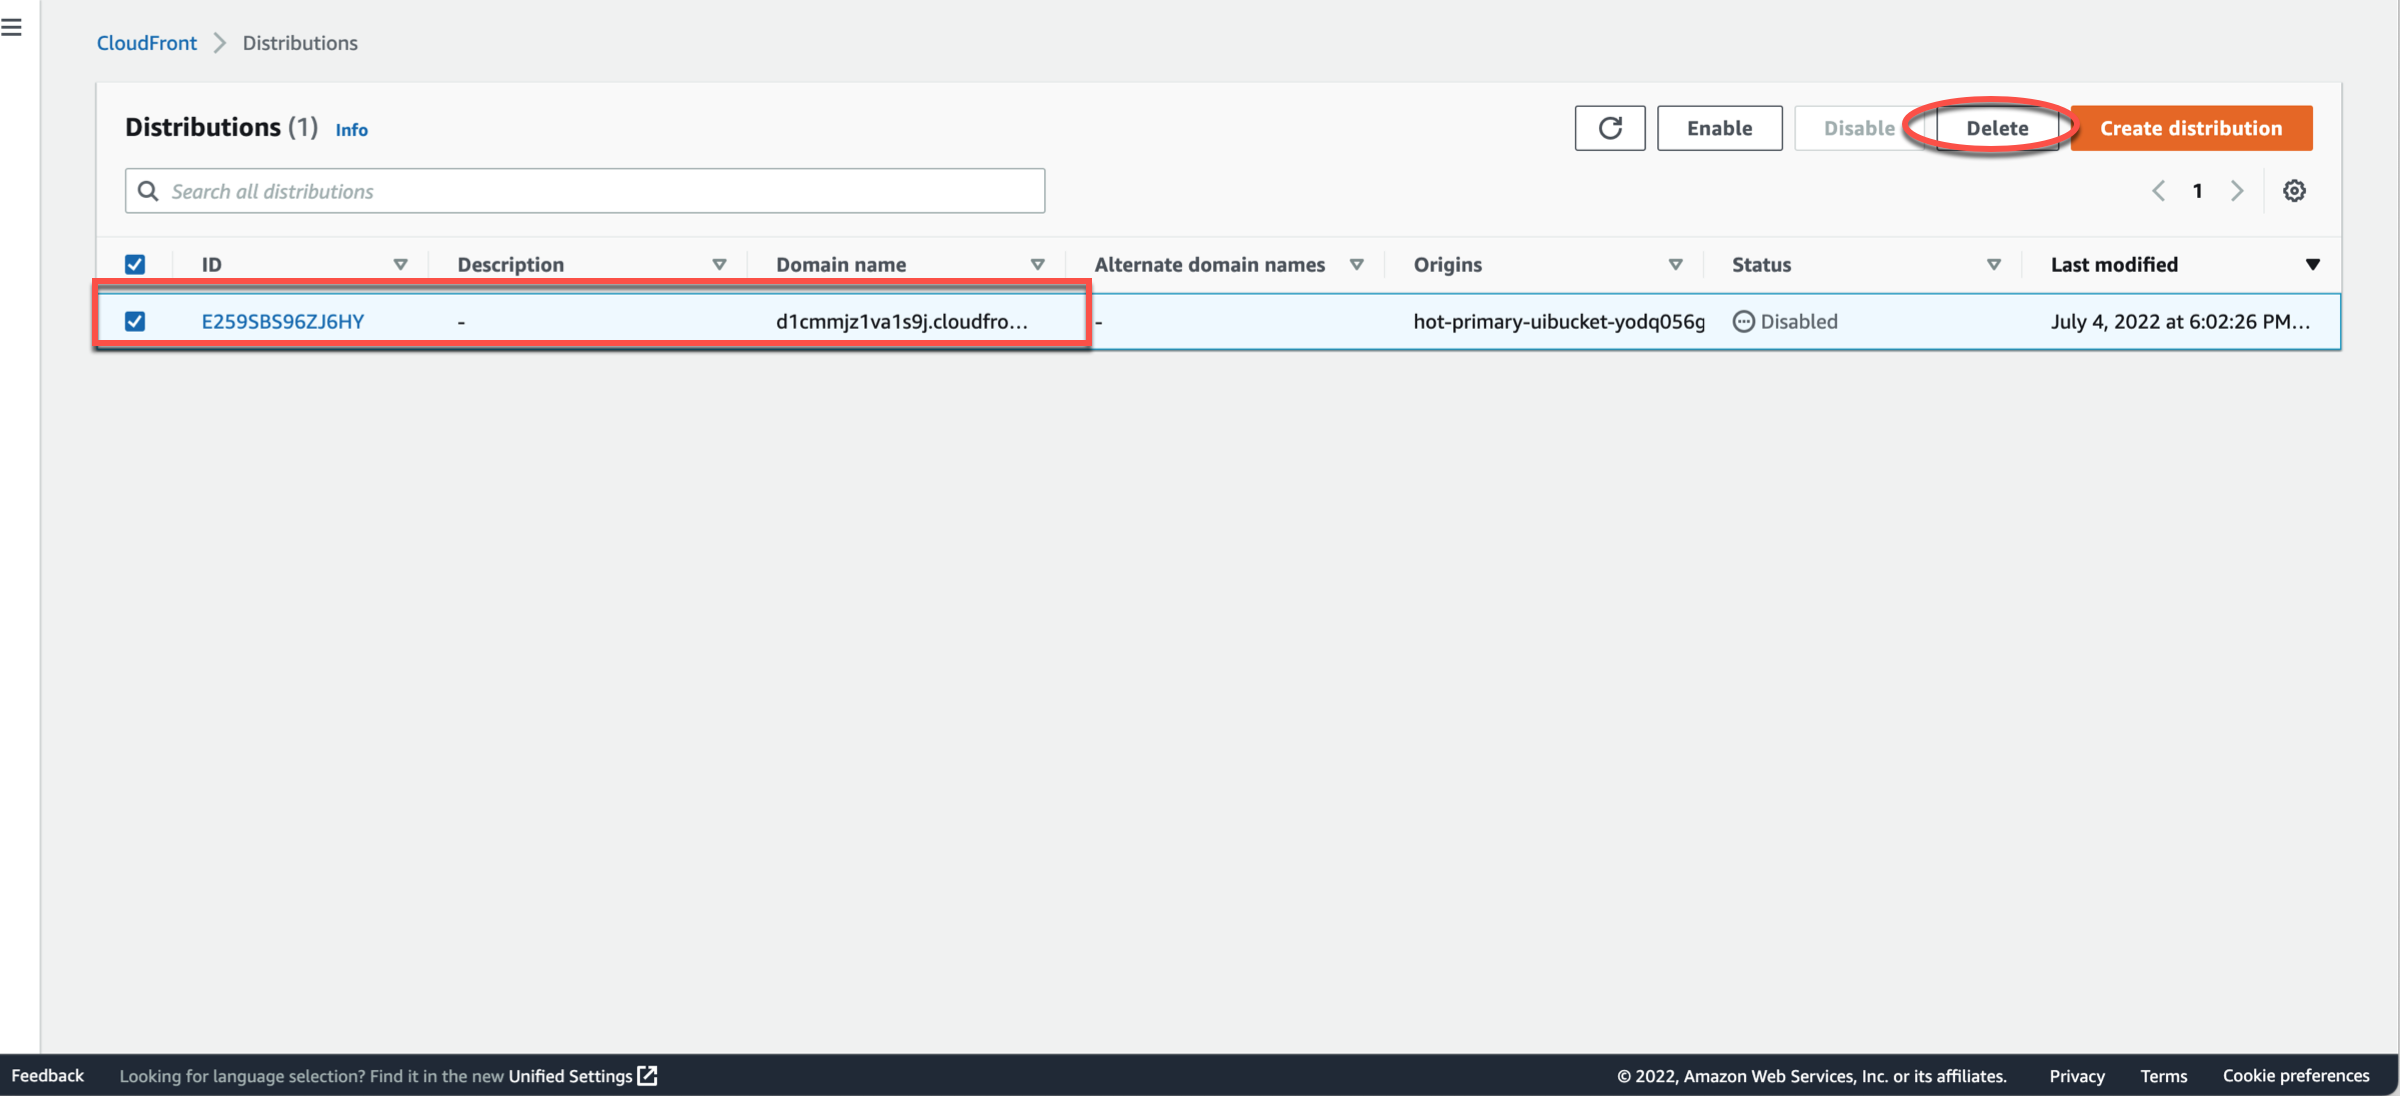 CloudFront > Distributions
Distributions (1) Info
Enable Disable Delete Create distribution
Search all distributions
1
ID Description Domain name Alternate domain names Origins Status Last modified
E259SBS96ZJ6HY - d1cmmjz1va1s9j.cloudfro... - hot-primary-uibucket-yodq056g Disabled July 4, 2022 at 6:02:26 PM...
Feedback Looking for language selection? Find it in the new Unified Settings © 2022, Amazon Web Services, Inc. or its affiliates. Privacy Terms Cookie preferences